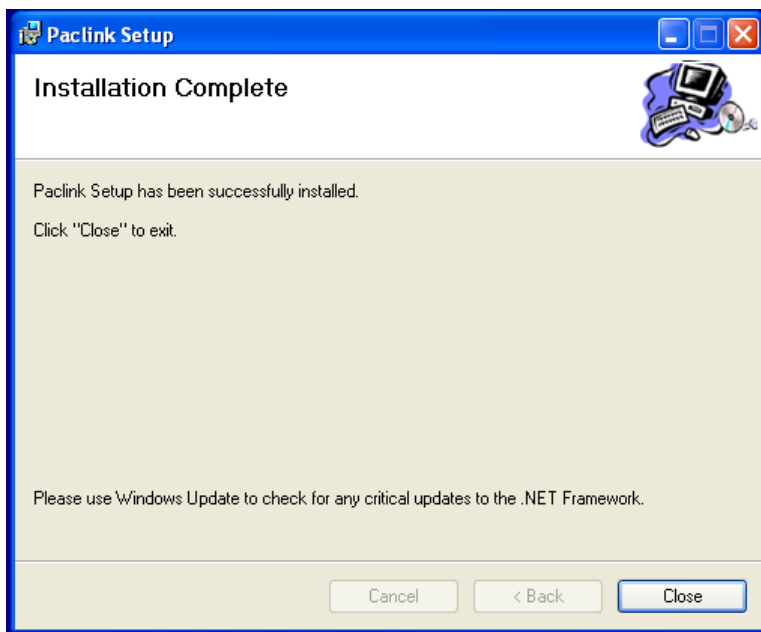 Paclink Setup
Installation Complete
Paclink Setup has been successfully installed.
Click "Close" to exit.
Please use Windows Update to check for any critical updates to the .NET Framework.
Cancel
< Back
Close